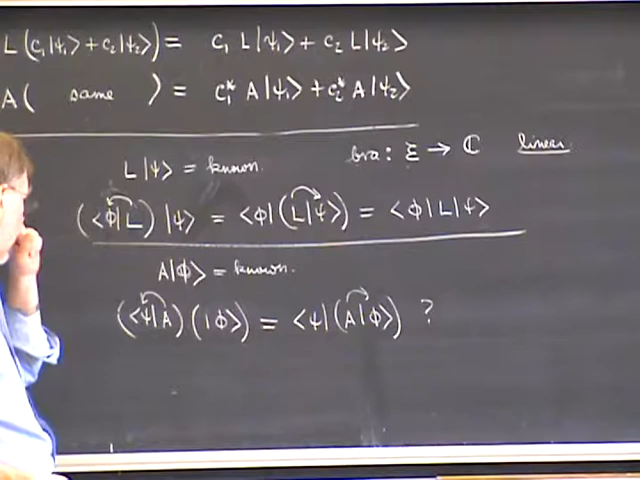 L(c₁|ψ₁> + c₂|ψ₂>) = c₁ L|ψ₁> + c₂ L|ψ₂>
A( same ) = c₁* A|ψ₁> + c₂* A|ψ₂>
bra: ℰ → ℂ linear
L|ψ> = known.
(<ϕ|L)|ψ> = <ϕ|(L|ψ>) = <ϕ|L|ψ>
A|ϕ> = known.
(<ψ|A)(|ϕ>) = <ψ|(A|ϕ>) ?